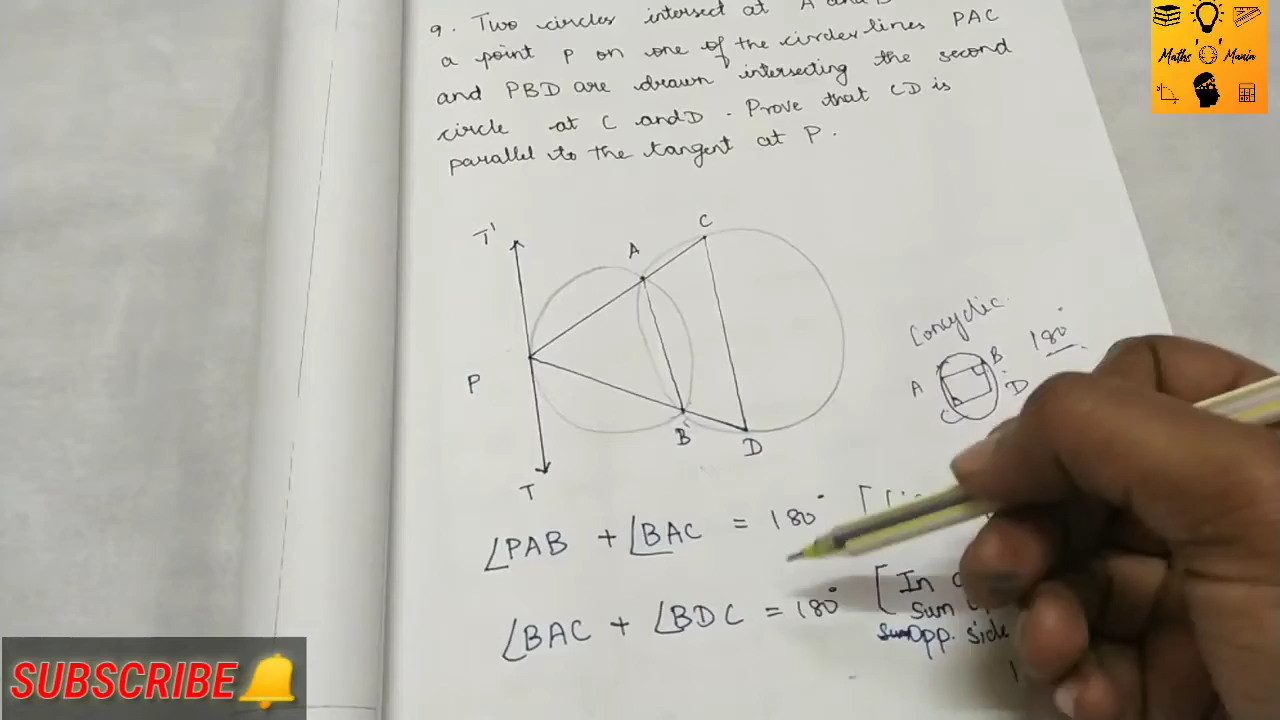 9. Two circles intersect at A and B
a point P on one of the circles lines PAC
and PBD are drawn intersecting the second
circle at C and D. Prove that CD is
parallel to the tangent at P.
T'
A
C
P
B
D
T
Concyclic
180°
A
B
C
D
∠PAB + ∠BAC = 180°
∠BAC + ∠BDC = 180° [In
Sum
Opp. side
Maths Mania
SUBSCRIBE